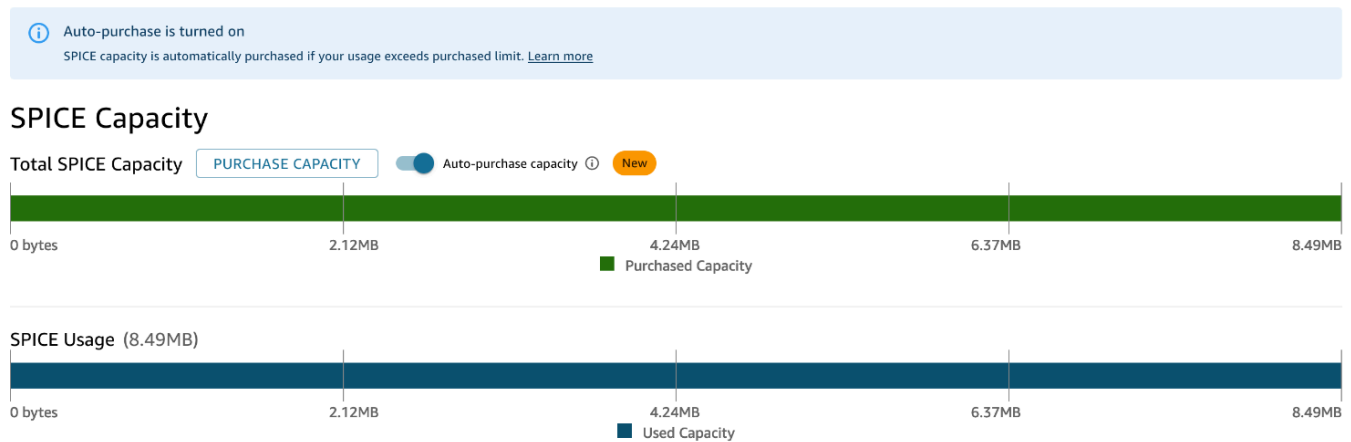 Auto-purchase is turned on
SPICE capacity is automatically purchased if your usage exceeds purchased limit. Learn more
SPICE Capacity
Total SPICE Capacity PURCHASE CAPACITY Auto-purchase capacity New
0 bytes 2.12MB 4.24MB 6.37MB 8.49MB
Purchased Capacity
SPICE Usage (8.49MB)
0 bytes 2.12MB 4.24MB 6.37MB 8.49MB
Used Capacity